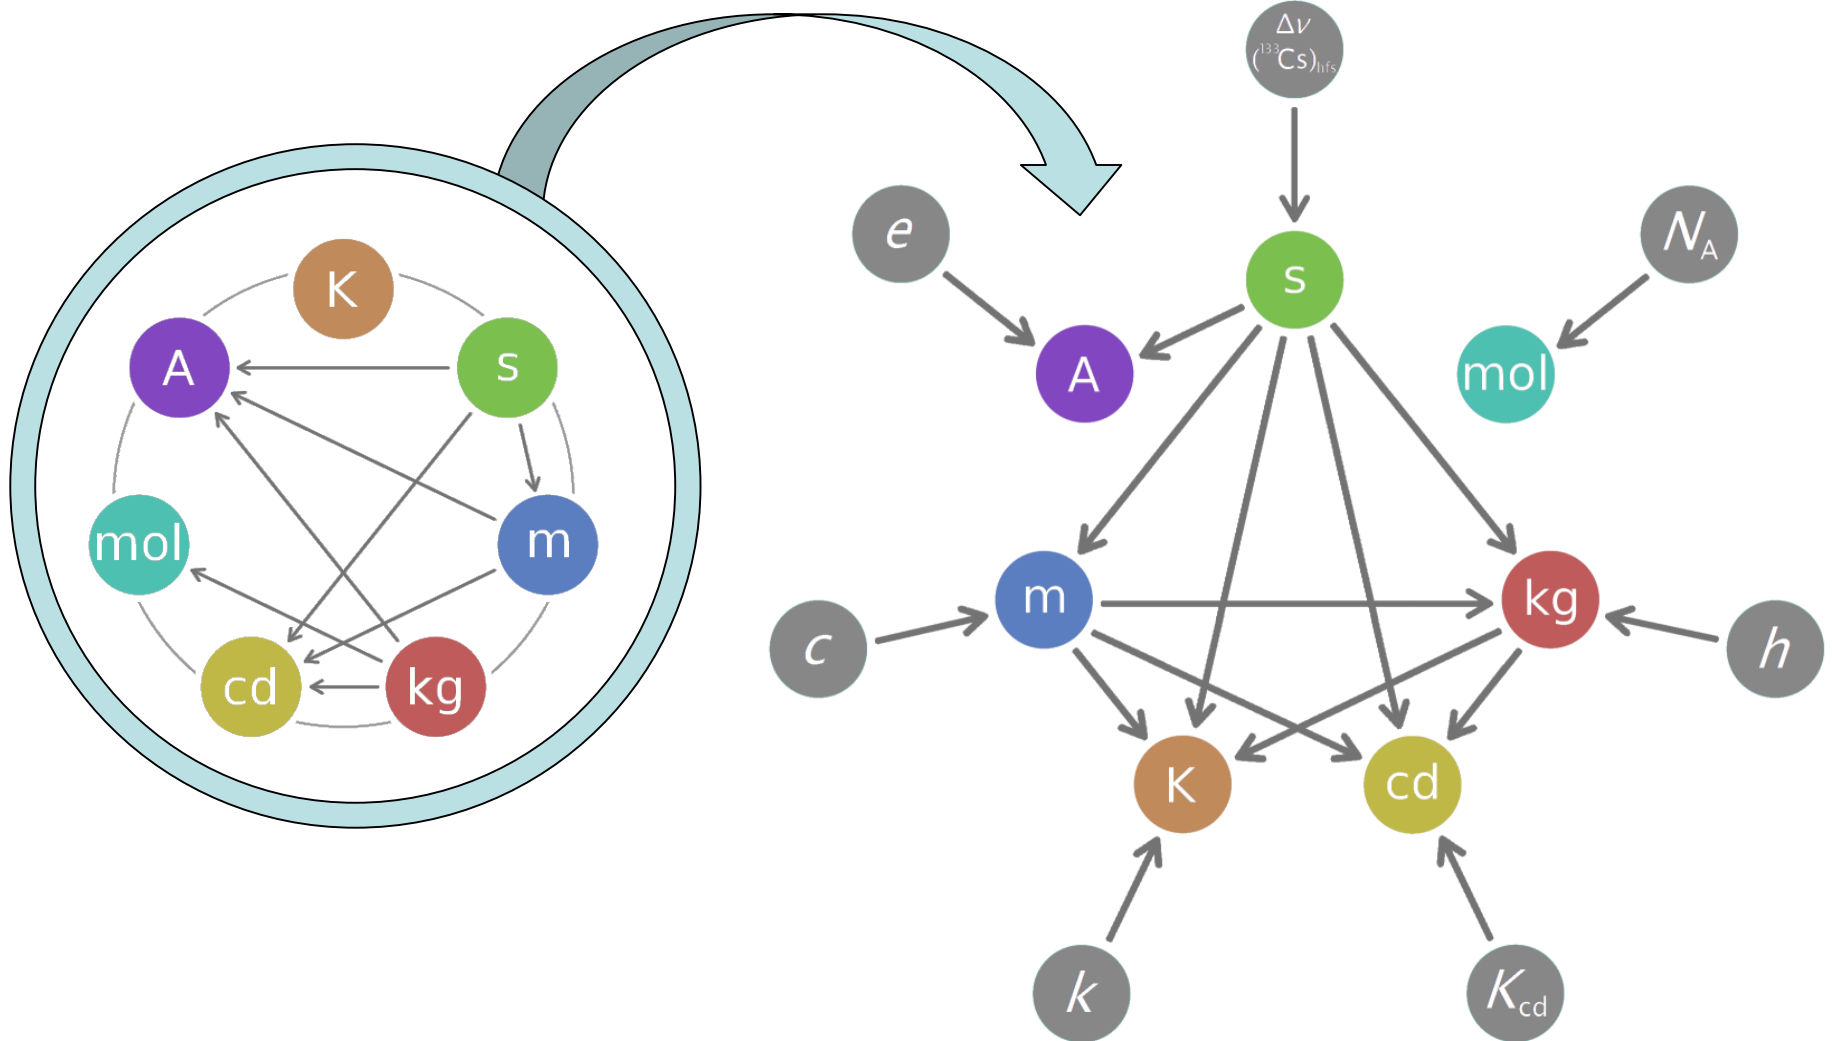 K
A
s
mol
m
cd
kg
Δν
(¹³³Cs)hfs
e
NA
s
A
mol
m
kg
c
h
K
cd
k
Kcd